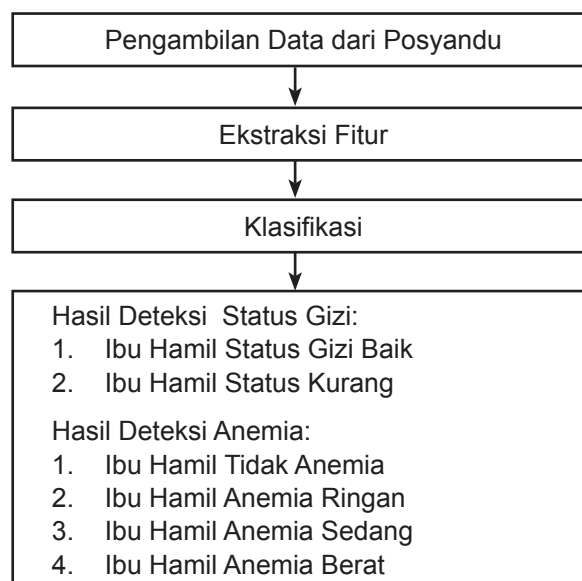 Pengambilan Data dari Posyandu
Ekstraksi Fitur
Klasifikasi
Hasil Deteksi  Status Gizi:
1. Ibu Hamil Status Gizi Baik
2. Ibu Hamil Status Kurang
Hasil Deteksi Anemia:
1. Ibu Hamil Tidak Anemia
2. Ibu Hamil Anemia Ringan
3. Ibu Hamil Anemia Sedang
4. Ibu Hamil Anemia Berat